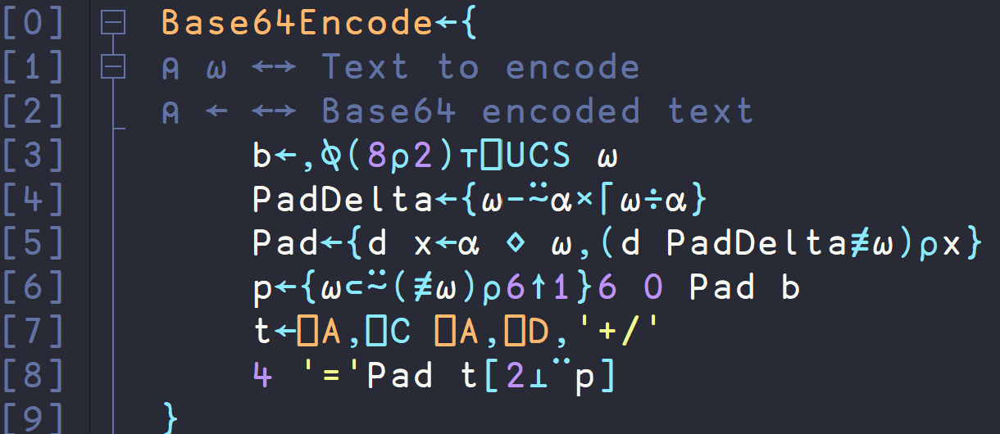 [0] Base64Encode←{
[1] ⍝ ⍵ ←→ Text to encode
[2] ⍝ ← ←→ Base64 encoded text
[3] b←,⍉(8⍴2)⊤⎕UCS ⍵
[4] PadDelta←{⍵-⍨⍺×⌈⍵÷⍺}
[5] Pad←{d x←⍺ ⋄ ⍵,(d PadDelta≢⍵)⍴x}
[6] p←{⍵⊂⍨(≢⍵)⍴6↑1}6 0 Pad b
[7] t←⎕A,⎕C ⎕A,⎕D,'+/'
[8] 4 '='Pad t[2⊥¨p]
[9] }